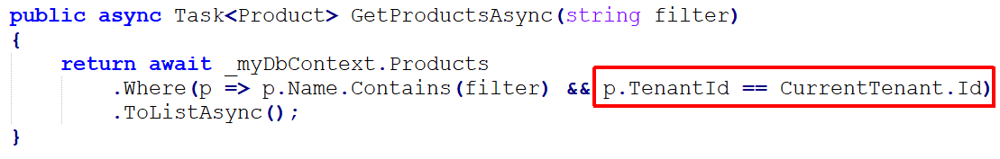 public async Task<Product> GetProductsAsync(string filter)
{
return await _myDbContext.Products
.Where(p => p.Name.Contains(filter) && p.TenantId == CurrentTenant.Id)
.ToListAsync();
}